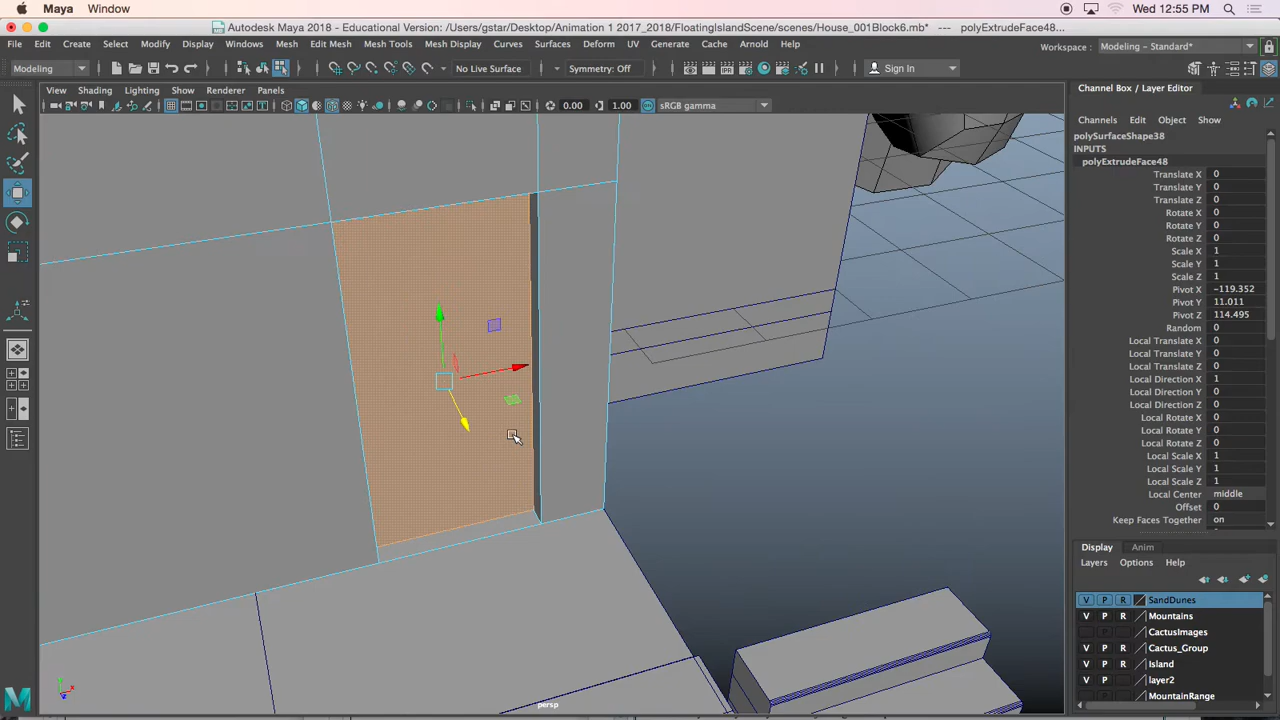 Maya Window Wed 12:55 PM
Autodesk Maya 2018 - Educational Version: /Users/gstar/Desktop/Animation 1 2017_2018/FloatingIslandScene/scenes/House_001Block6.mb* --- polyExtrudeFace48...
File Edit Create Select Modify Display Windows Mesh Edit Mesh Mesh Tools Mesh Display Curves Surfaces Deform UV Generate Cache Arnold Help Workspace : Modeling - Standard*
Modeling No Live Surface Symmetry: Off Sign In
View Shading Lighting Show Renderer Panels
Channel Box / Layer Editor
0.00 1.00 sRGB gamma
Channels Edit Object Show
polySurfaceShape38
INPUTS
polyExtrudeFace48
Translate X 0
Translate Y 0
Translate Z 0
Rotate X 0
Rotate Y 0
Rotate Z 0
Scale X 1
Scale Y 1
Scale Z 1
Pivot X -119.352
Pivot Y 11.011
Pivot Z 114.495
Random 0
Local Translate X 0
Local Translate Y 0
Local Translate Z 0
Local Direction X 1
Local Direction Y 0
Local Direction Z 0
Local Rotate X 0
Local Rotate Y 0
Local Rotate Z 0
Local Scale X 1
Local Scale Y 1
Local Scale Z 1
Local Center middle
Offset 0
Keep Faces Together on
Display Anim
Layers Options Help
V P R SandDunes
V P R Mountains
CactusImages
V P R Cactus_Group
V P R Island
V P layer2
MountainRange
persp